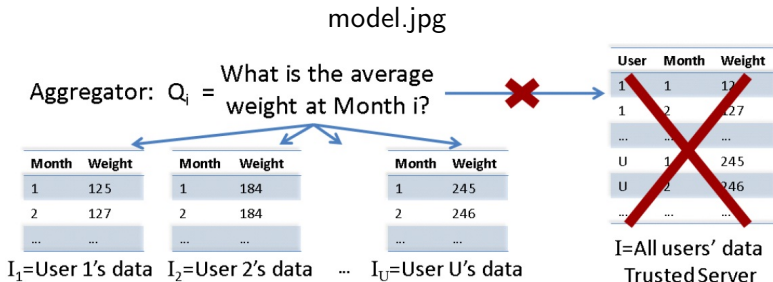 model.jpg
Aggregator: Qi = What is the average
weight at Month i?
User Month Weight
1 1 12
1 2 127
... ... ...
U 1 245
U 2 246
... ... ...
I=All users' data
Trusted Server
Month Weight
1 125
2 127
... ...
I1=User 1's data
Month Weight
1 184
2 184
... ...
I2=User 2's data
...
Month Weight
1 245
2 246
... ...
IU=User U's data